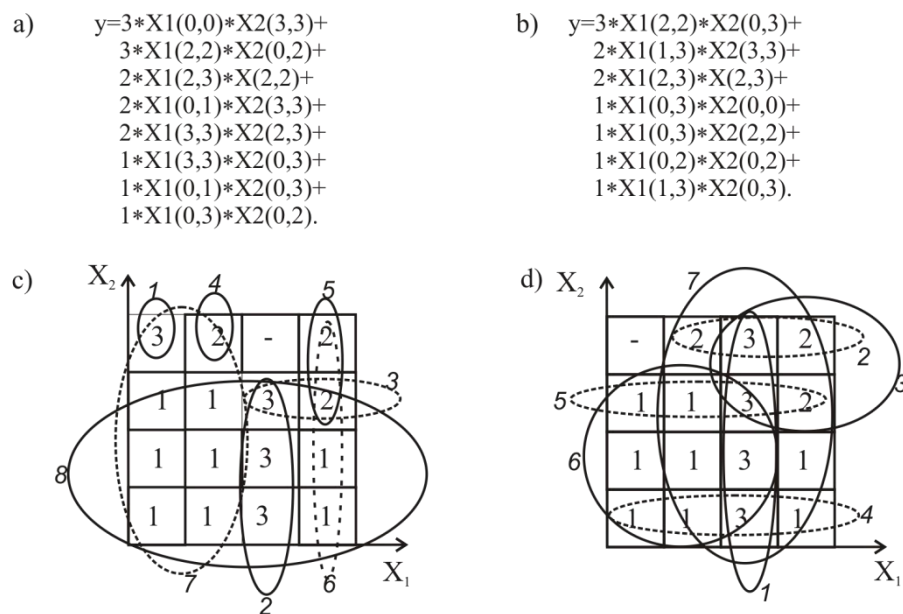 a)
y=3*X1(0,0)*X2(3,3)+
3*X1(2,2)*X2(0,2)+
2*X1(2,3)*X(2,2)+
2*X1(0,1)*X2(3,3)+
2*X1(3,3)*X2(2,3)+
1*X1(3,3)*X2(0,3)+
1*X1(0,1)*X2(0,3)+
1*X1(0,3)*X2(0,2).
b)
y=3*X1(2,2)*X2(0,3)+
2*X1(1,3)*X2(3,3)+
2*X1(2,3)*X(2,3)+
1*X1(0,3)*X2(0,0)+
1*X1(0,3)*X2(2,2)+
1*X1(0,2)*X2(0,2)+
1*X1(1,3)*X2(0,3).
c)
X2
1 4 5
3 2 - 2
3
1 1 3 2
8
1 1 3 1
1 1 3 1
7 2 6
X1
d)
X2
7
- 2 3 2
2
3
5
1 1 3 2
6
1 1 3 1
1 1 3 1
4
1
X1